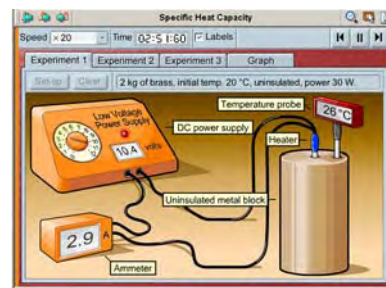 Specific Heat Capacity
Speed × 20 Time 02:51:60 Labels
Experiment 1 Experiment 2 Experiment 3 Graph
Set-up Clear 2 kg of brass, initial temp. 20 °C, uninsulated, power 30 W.
Temperature probe
26°C
Low Voltage
Power Supply
DC power supply
Heater
10.4 volts
Uninsulated metal block
2.9 A
Ammeter